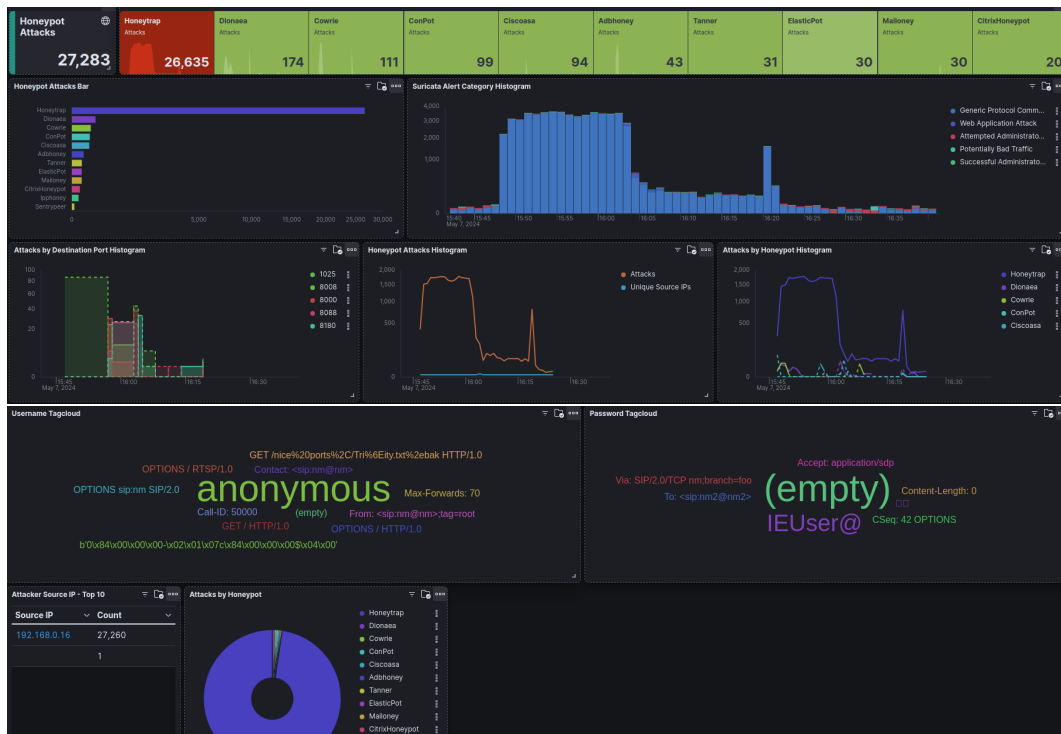 Honeypot Attacks
27,283
Honeytrap
Attacks
26,635
Dionaea
Attacks
174
Cowrie
Attacks
111
ConPot
Attacks
99
Ciscoasa
Attacks
94
Adbhoney
Attacks
43
Tanner
Attacks
31
ElasticPot
Attacks
30
Mailoney
Attacks
30
CitrixHoneypot
Attacks
20
Honeypot Attacks Bar
Honeytrap
Dionaea
Cowrie
ConPot
Ciscoasa
Adbhoney
Tanner
ElasticPot
Mailoney
CitrixHoneypot
Ipphoney
Sentrypeer
0 5,000 10,000 15,000 20,000 25,000 30,000
Suricata Alert Category Histogram
4,000
3,000
2,000
1,000
0
15:40 15:45 15:50 15:55 16:00 16:05 16:10 16:15 16:20 16:25 16:30 16:35
May 7, 2024
Generic Protocol Comm...
Web Application Attack
Attempted Administrato...
Potentially Bad Traffic
Successful Administrato...
Attacks by Destination Port Histogram
100
80
60
40
20
0
15:45 16:00 16:15 16:30
May 7, 2024
1025
8008
8000
8088
8180
Honeypot Attacks Histogram
2,000
1,500
1,000
500
0
15:45 16:00 16:15 16:30
May 7, 2024
Attacks
Unique Source IPs
Attacks by Honeypot Histogram
2,000
1,500
1,000
500
0
15:45 16:00 16:15 16:30
May 7, 2024
Honeytrap
Dionaea
Cowrie
ConPot
Ciscoasa
Username Tagcloud
GET /nice%20ports%2C/Tri%6Eity.txt%2ebak HTTP/1.0
OPTIONS / RTSP/1.0
Contact: <sip:nm@nm>
OPTIONS sip:nm SIP/2.0
anonymous
Max-Forwards: 70
Call-ID: 50000
(empty)
From: <sip:nm@nm>;tag=root
GET / HTTP/1.0
OPTIONS / HTTP/1.0
b'0\x84\x00\x00\x00-\x02\x01\x07c\x84\x00\x00\x00$\x04\x00'
Password Tagcloud
Accept: application/sdp
Via: SIP/2.0/TCP nm;branch=foo
(empty)
Content-Length: 0
To: <sip:nm2@nm2>
IEUser@
CSeq: 42 OPTIONS
Attacker Source IP - Top 10
Source IP Count
192.168.0.16 27,260
1
Attacks by Honeypot
Honeytrap
Dionaea
Cowrie
ConPot
Ciscoasa
Adbhoney
Tanner
ElasticPot
Mailoney
CitrixHoneypot